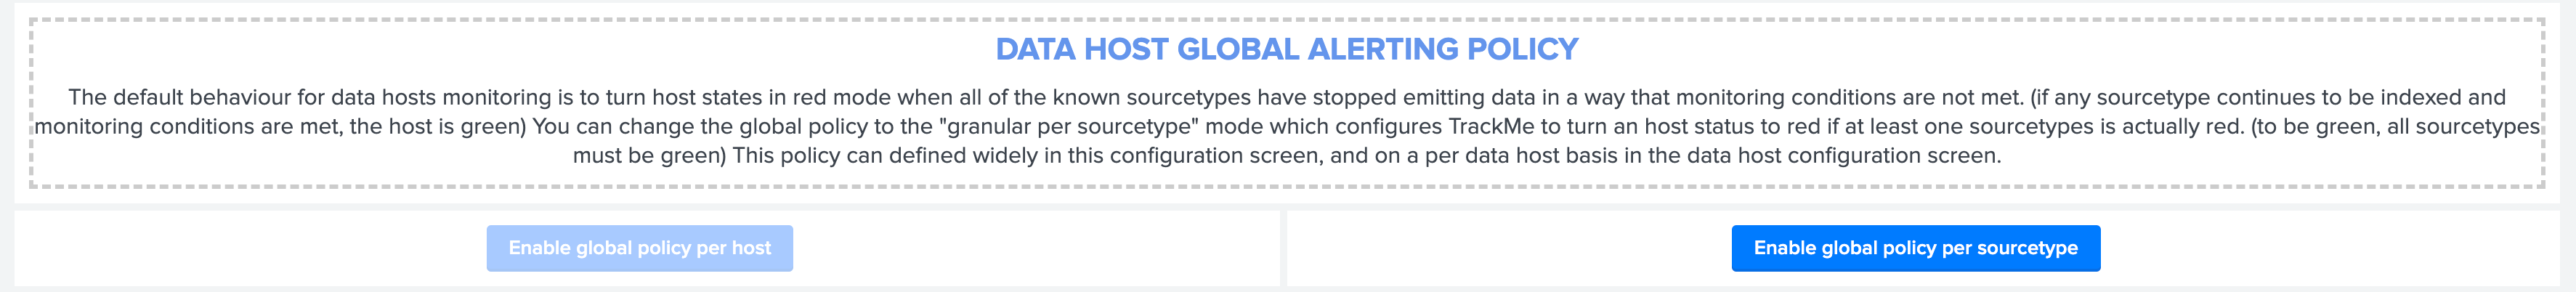 DATA HOST GLOBAL ALERTING POLICY
The default behaviour for data hosts monitoring is to turn host states in red mode when all of the known sourcetypes have stopped emitting data in a way that monitoring conditions are not met. (if any sourcetype continues to be indexed and
monitoring conditions are met, the host is green) You can change the global policy to the "granular per sourcetype" mode which configures TrackMe to turn an host status to red if at least one sourcetypes is actually red. (to be green, all sourcetypes
must be green) This policy can defined widely in this configuration screen, and on a per data host basis in the data host configuration screen.
Enable global policy per host
Enable global policy per sourcetype